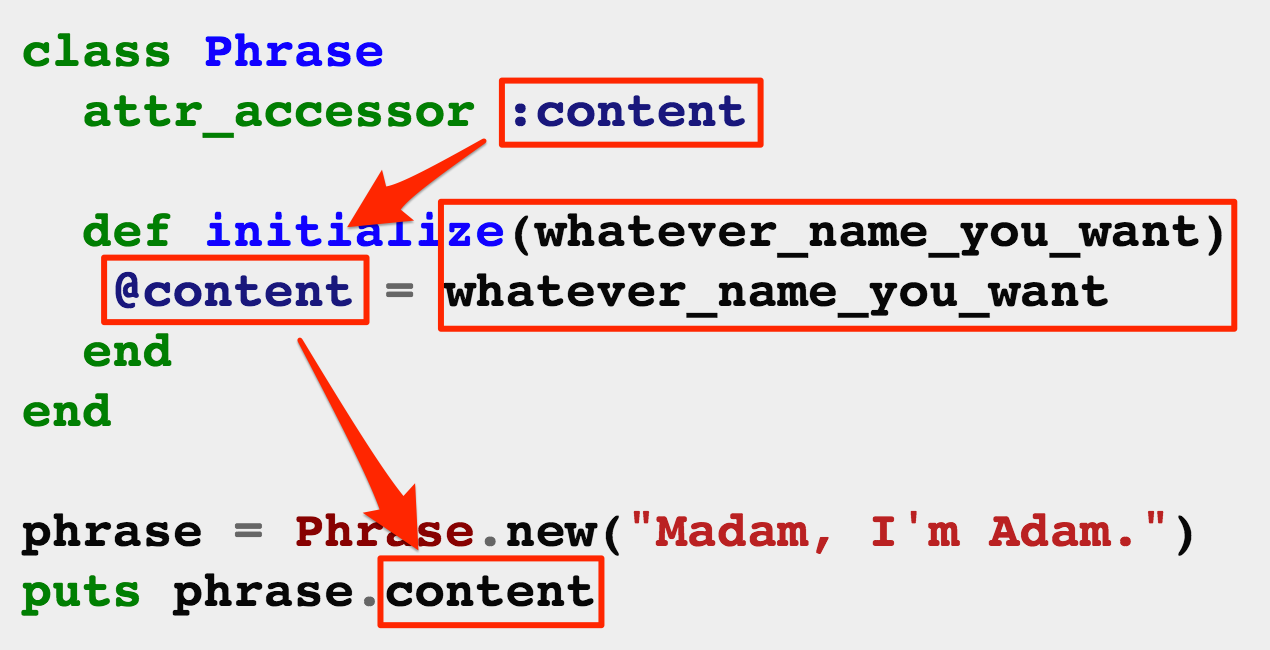 class Phrase
  attr_accessor :content

  def initialize(whatever_name_you_want)
    @content = whatever_name_you_want
  end
end

phrase = Phrase.new("Madam, I'm Adam.")
puts phrase.content